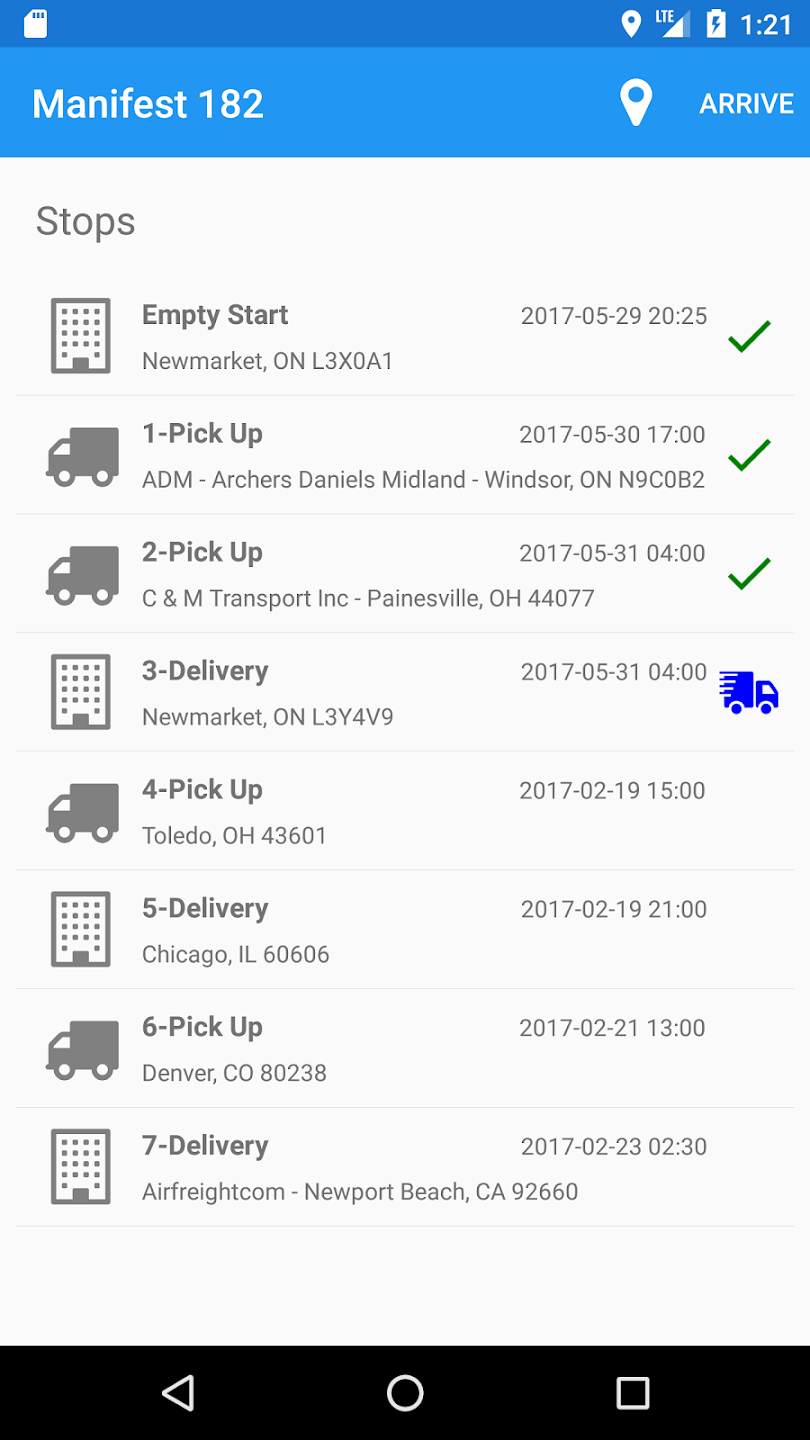 LTE 1:21
Manifest 182 ARRIVE
Stops
Empty Start 2017-05-29 20:25
Newmarket, ON L3X0A1
1-Pick Up 2017-05-30 17:00
ADM - Archers Daniels Midland - Windsor, ON N9C0B2
2-Pick Up 2017-05-31 04:00
C & M Transport Inc - Painesville, OH 44077
3-Delivery 2017-05-31 04:00
Newmarket, ON L3Y4V9
4-Pick Up 2017-02-19 15:00
Toledo, OH 43601
5-Delivery 2017-02-19 21:00
Chicago, IL 60606
6-Pick Up 2017-02-21 13:00
Denver, CO 80238
7-Delivery 2017-02-23 02:30
Airfreightcom - Newport Beach, CA 92660